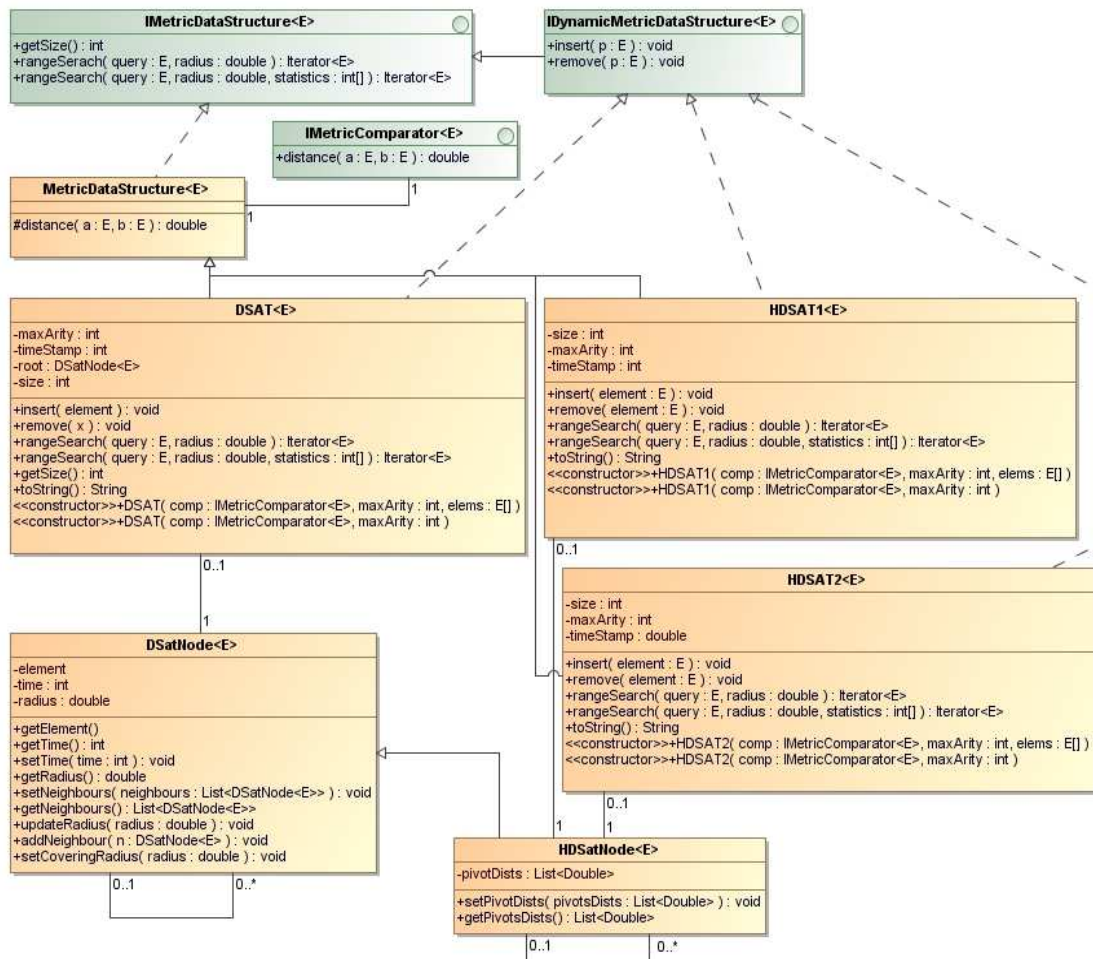 IMetricDataStructure<E>
+getSize() : int
+rangeSerach( query : E, radius : double ) : Iterator<E>
+rangeSearch( query : E, radius : double, statistics : int[] ) : Iterator<E>
IDynamicMetricDataStructure<E>
+insert( p : E ) : void
+remove( p : E ) : void
IMetricComparator<E>
+distance( a : E, b : E ) : double
1
MetricDataStructure<E>
#distance( a : E, b : E ) : double
1
DSAT<E>
-maxArity : int
-timeStamp : int
-root : DSatNode<E>
-size : int
+insert( element ) : void
+remove( x ) : void
+rangeSearch( query : E, radius : double ) : Iterator<E>
+rangeSearch( query : E, radius : double, statistics : int[] ) : Iterator<E>
+getSize() : int
+toString() : String
<<constructor>>+DSAT( comp : IMetricComparator<E>, maxArity : int, elems : E[] )
<<constructor>>+DSAT( comp : IMetricComparator<E>, maxArity : int )
0..1
1
HDSAT1<E>
-size : int
-maxArity : int
-timeStamp : int
+insert( element : E ) : void
+remove( element : E ) : void
+rangeSearch( query : E, radius : double ) : Iterator<E>
+rangeSearch( query : E, radius : double, statistics : int[] ) : Iterator<E>
+toString() : String
<<constructor>>+HDSAT1( comp : IMetricComparator<E>, maxArity : int, elems : E[] )
<<constructor>>+HDSAT1( comp : IMetricComparator<E>, maxArity : int )
0..1
HDSAT2<E>
-size : int
-maxArity : int
-timeStamp : double
+insert( element : E ) : void
+remove( element : E ) : void
+rangeSearch( query : E, radius : double ) : Iterator<E>
+rangeSearch( query : E, radius : double, statistics : int[] ) : Iterator<E>
+toString() : String
<<constructor>>+HDSAT2( comp : IMetricComparator<E>, maxArity : int, elems : E[] )
<<constructor>>+HDSAT2( comp : IMetricComparator<E>, maxArity : int )
0..1
1
1
DSatNode<E>
-element
-time : int
-radius : double
+getElement()
+getTime() : int
+setTime( time : int ) : void
+getRadius() : double
+setNeighbours( neighbours : List<DSatNode<E>> ) : void
+getNeighbours() : List<DSatNode<E>>
+updateRadius( radius : double ) : void
+addNeighbour( n : DSatNode<E> ) : void
+setCoveringRadius( radius : double ) : void
0..1
0..*
HDSatNode<E>
-pivotDists : List<Double>
+setPivotDists( pivotsDists : List<Double> ) : void
+getPivotsDists() : List<Double>
0..1
0..*